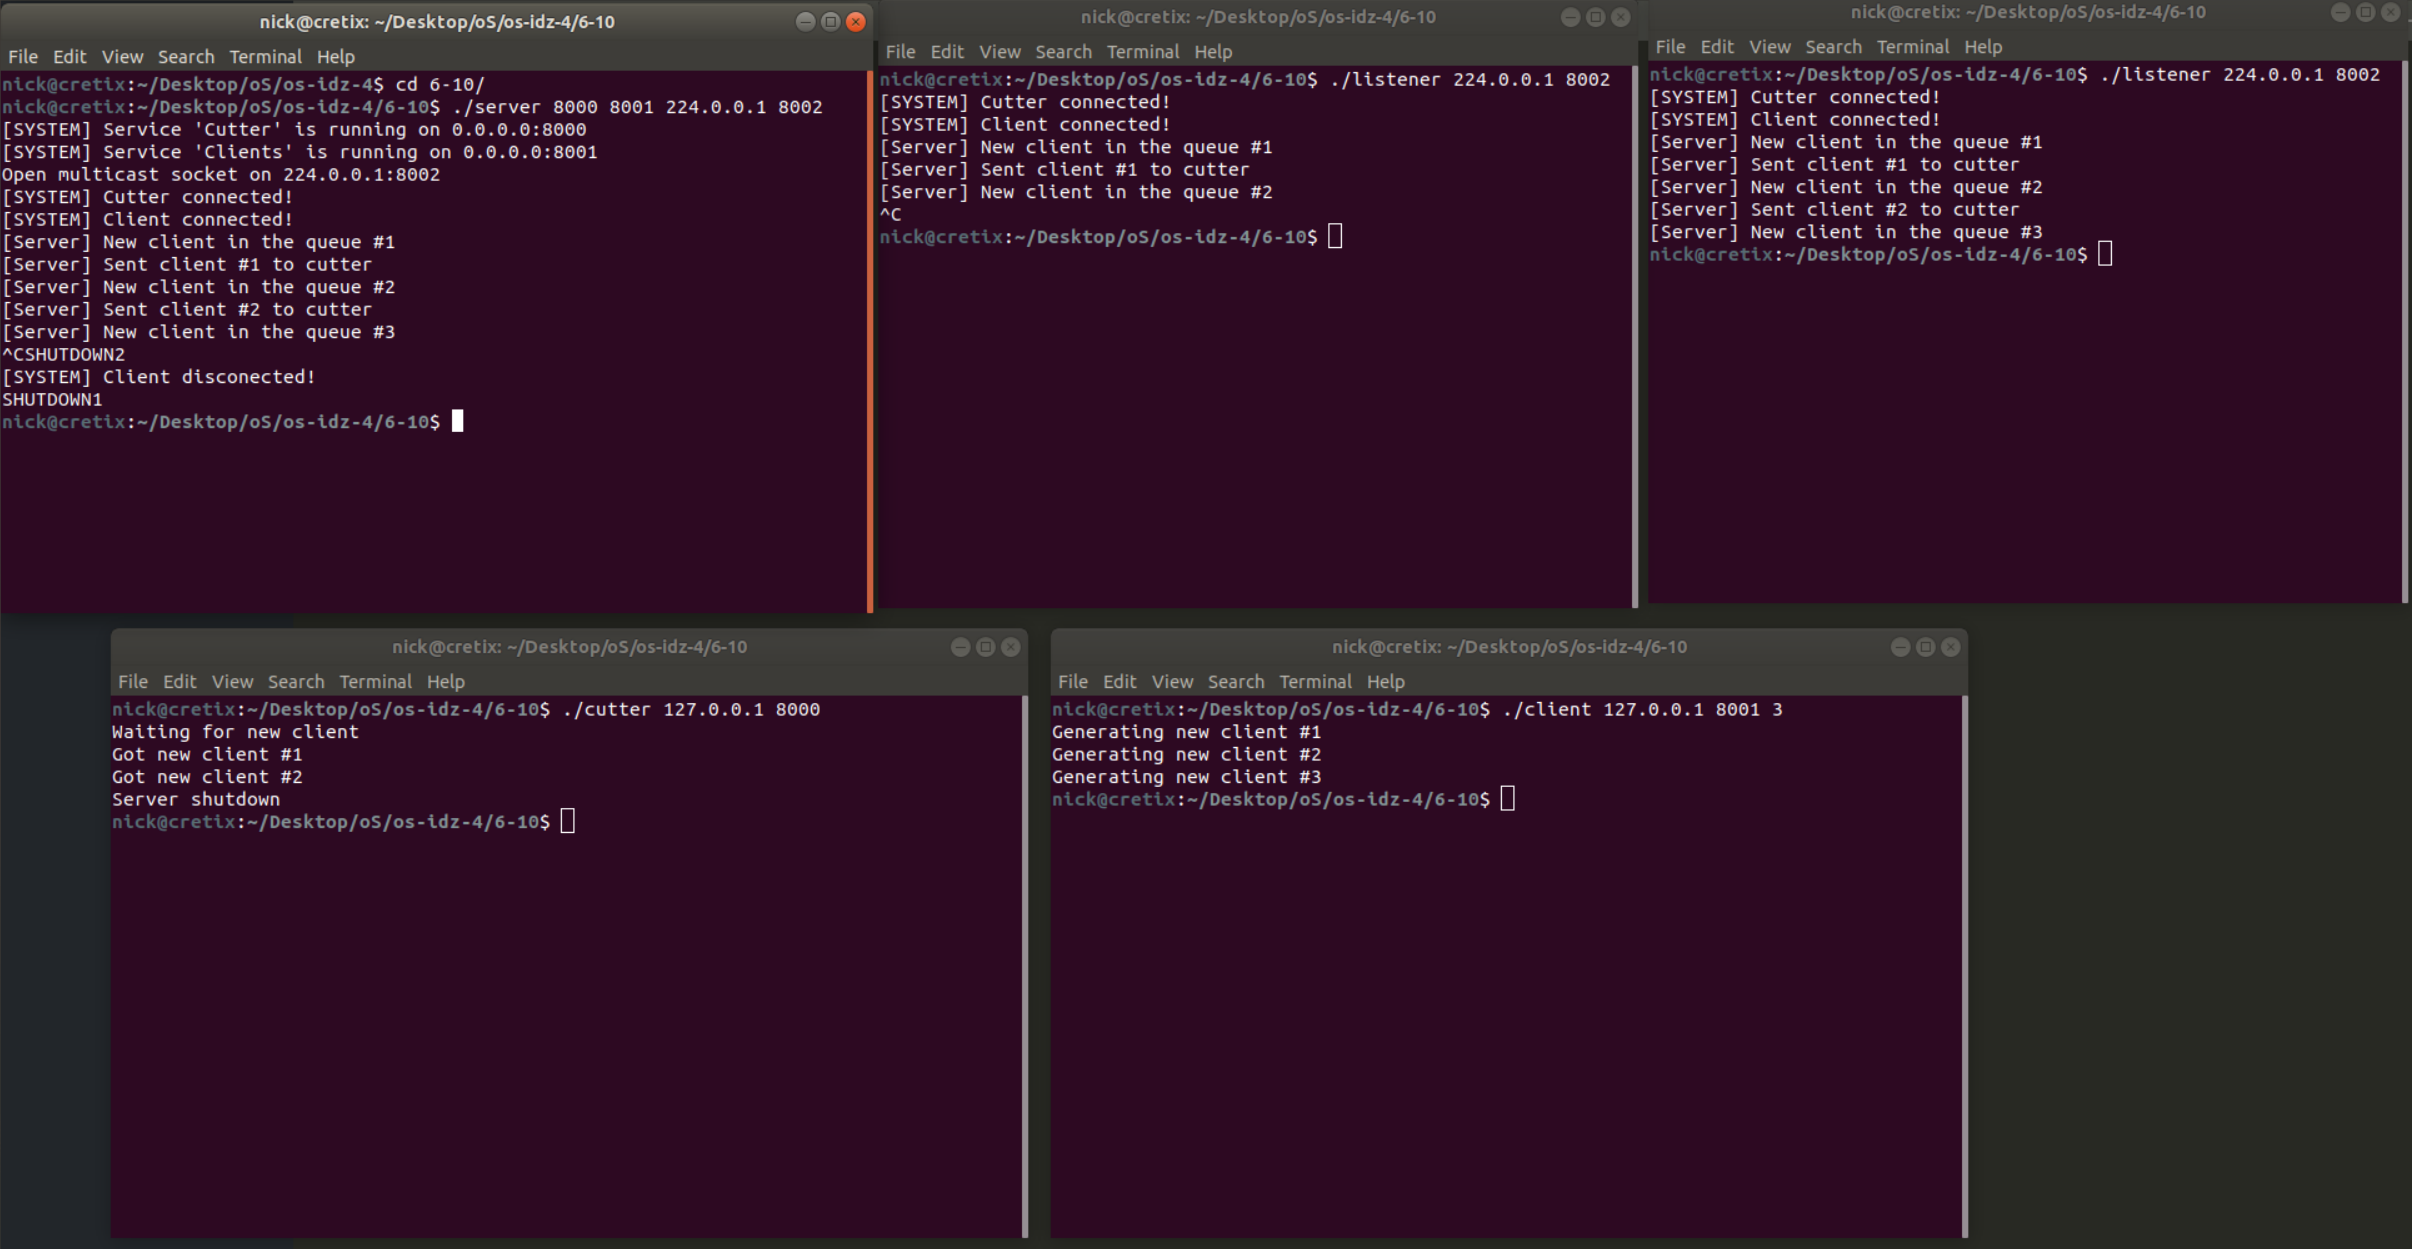 nick@cretix: ~/Desktop/oS/os-idz-4/6-10
File Edit View Search Terminal Help
nick@cretix:~/Desktop/oS/os-idz-4$ cd 6-10/
nick@cretix:~/Desktop/oS/os-idz-4/6-10$ ./server 8000 8001 224.0.0.1 8002
[SYSTEM] Service 'Cutter' is running on 0.0.0.0:8000
[SYSTEM] Service 'Clients' is running on 0.0.0.0:8001
Open multicast socket on 224.0.0.1:8002
[SYSTEM] Cutter connected!
[SYSTEM] Client connected!
[Server] New client in the queue #1
[Server] Sent client #1 to cutter
[Server] New client in the queue #2
[Server] Sent client #2 to cutter
[Server] New client in the queue #3
^CSHUTDOWN2
[SYSTEM] Client disconected!
SHUTDOWN1
nick@cretix:~/Desktop/oS/os-idz-4/6-10$
nick@cretix: ~/Desktop/oS/os-idz-4/6-10
File Edit View Search Terminal Help
nick@cretix:~/Desktop/oS/os-idz-4/6-10$ ./listener 224.0.0.1 8002
[SYSTEM] Cutter connected!
[SYSTEM] Client connected!
[Server] New client in the queue #1
[Server] Sent client #1 to cutter
[Server] New client in the queue #2
^C
nick@cretix:~/Desktop/oS/os-idz-4/6-10$
nick@cretix: ~/Desktop/oS/os-idz-4/6-10
File Edit View Search Terminal Help
nick@cretix:~/Desktop/oS/os-idz-4/6-10$ ./listener 224.0.0.1 8002
[SYSTEM] Cutter connected!
[SYSTEM] Client connected!
[Server] New client in the queue #1
[Server] Sent client #1 to cutter
[Server] New client in the queue #2
[Server] Sent client #2 to cutter
[Server] New client in the queue #3
nick@cretix:~/Desktop/oS/os-idz-4/6-10$
nick@cretix: ~/Desktop/oS/os-idz-4/6-10
File Edit View Search Terminal Help
nick@cretix:~/Desktop/oS/os-idz-4/6-10$ ./cutter 127.0.0.1 8000
Waiting for new client
Got new client #1
Got new client #2
Server shutdown
nick@cretix:~/Desktop/oS/os-idz-4/6-10$
nick@cretix: ~/Desktop/oS/os-idz-4/6-10
File Edit View Search Terminal Help
nick@cretix:~/Desktop/oS/os-idz-4/6-10$ ./client 127.0.0.1 8001 3
Generating new client #1
Generating new client #2
Generating new client #3
nick@cretix:~/Desktop/oS/os-idz-4/6-10$